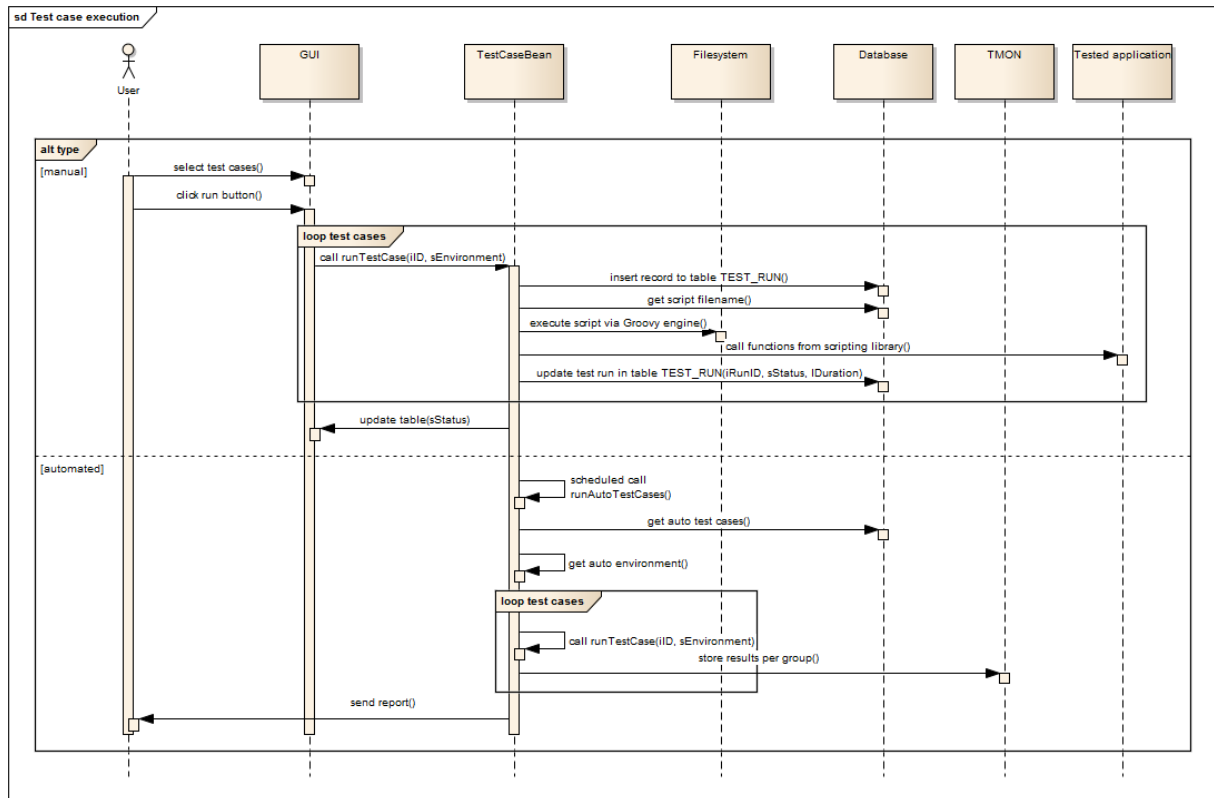 sd Test case execution
User
GUI
TestCaseBean
Filesystem
Database
TMON
Tested application
alt type
[manual]
select test cases()
click run button()
loop test cases
call runTestCase(iID, sEnvironment)
insert record to table TEST_RUN()
get script filename()
execute script via Groovy engine()
call functions from scripting library()
update test run in table TEST_RUN(iRunID, sStatus, lDuration)
update table(sStatus)
[automated]
scheduled call
runAutoTestCases()
get auto test cases()
get auto environment()
loop test cases
call runTestCase(iID, sEnvironment)
store results per group()
send report()